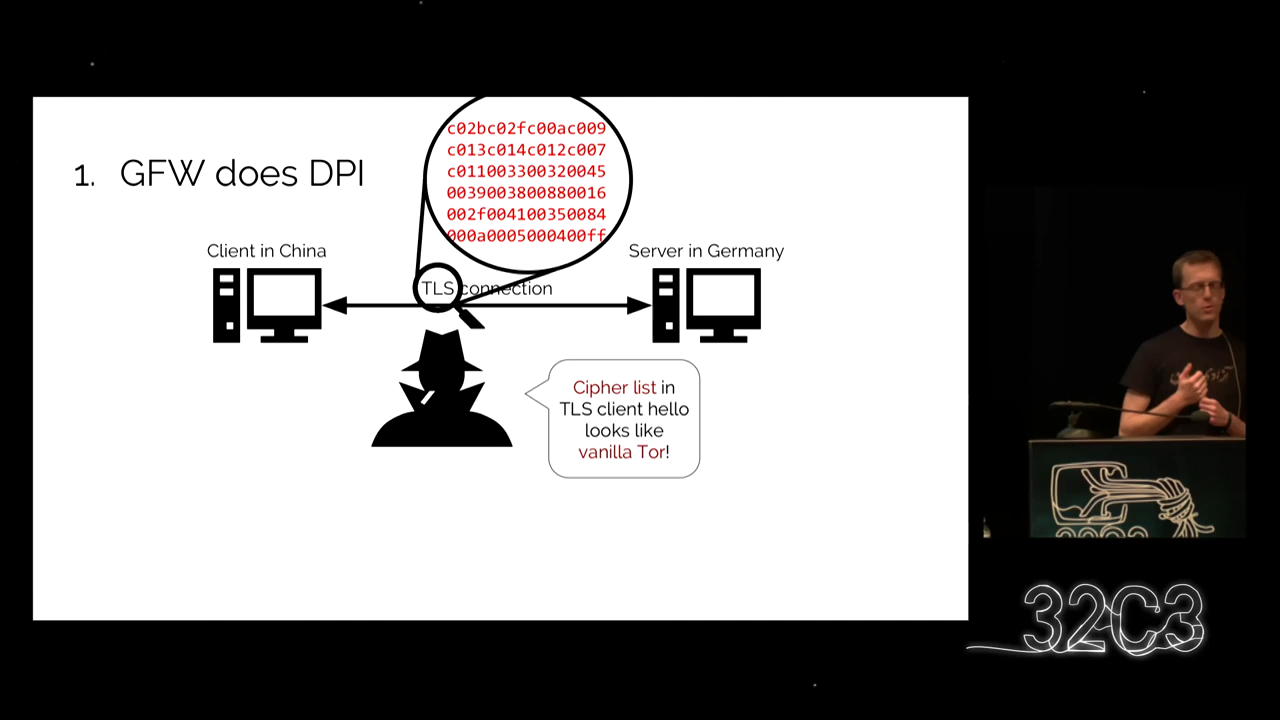 1. GFW does DPI
c02bc02fc00ac009
c013c014c012c007
c011003300320045
0039003800880016
002f004100350084
000a0005000400ff
Client in China
Server in Germany
TLS connection
Cipher list in
TLS client hello
looks like
vanilla Tor!
32C3